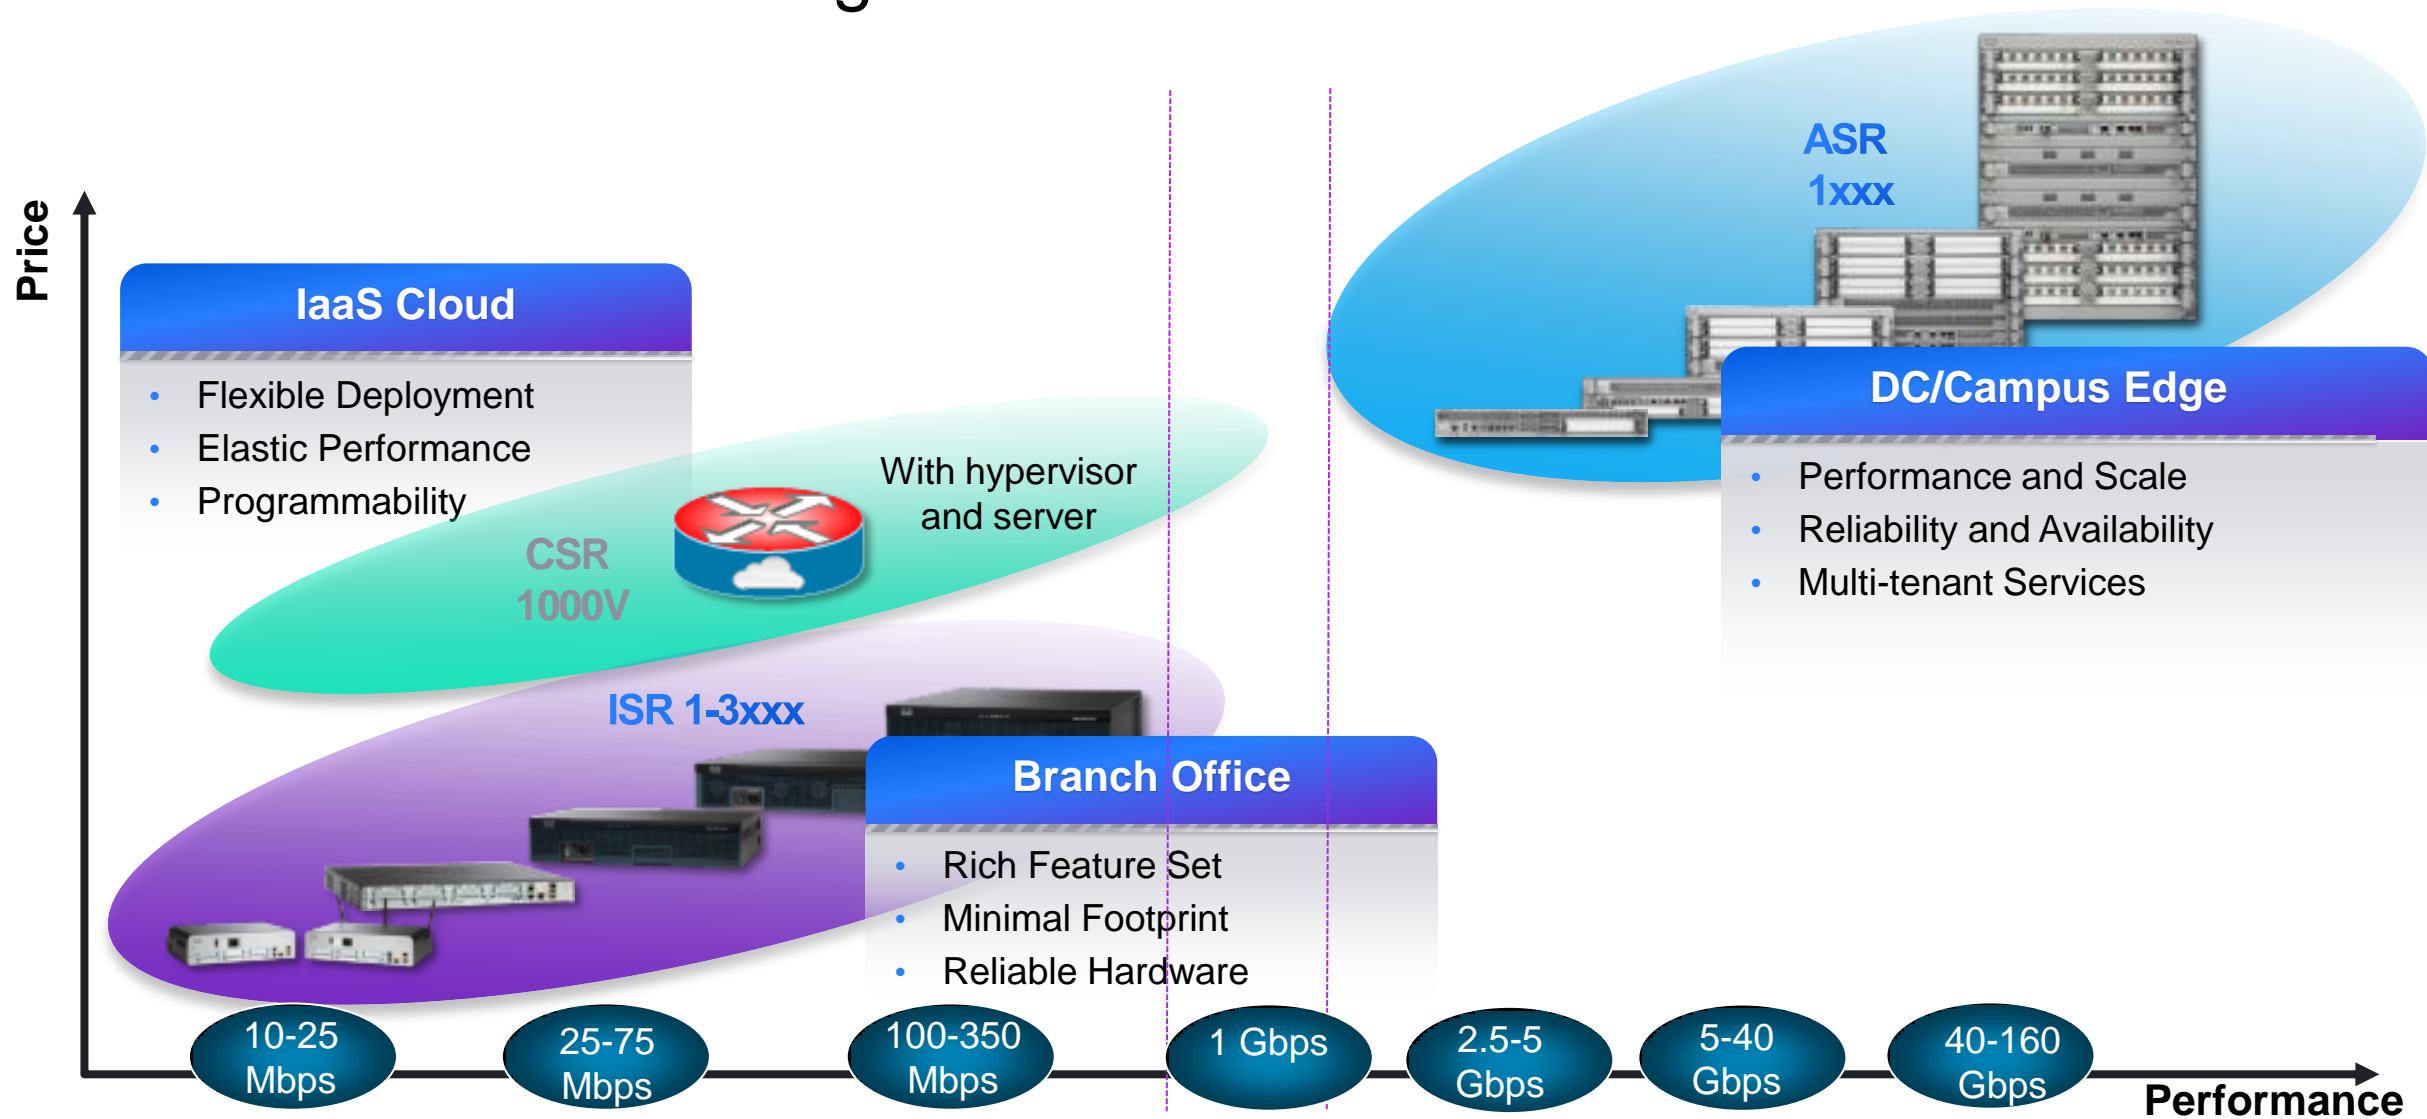 Price
IaaS Cloud
• Flexible Deployment
• Elastic Performance
• Programmability
CSR
1000V
With hypervisor
and server
ISR 1-3xxx
Branch Office
• Rich Feature Set
• Minimal Footprint
• Reliable Hardware
ASR
1xxx
DC/Campus Edge
• Performance and Scale
• Reliability and Availability
• Multi-tenant Services
10-25
Mbps
25-75
Mbps
100-350
Mbps
1 Gbps
2.5-5
Gbps
5-40
Gbps
40-160
Gbps
Performance